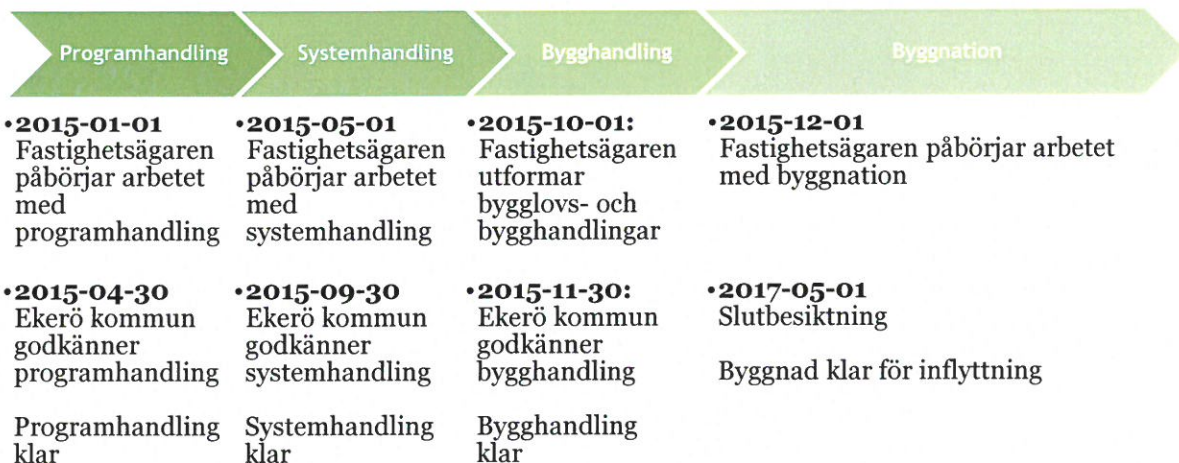 Programhandling
Systemhandling
Bygghandling
Byggnation
•2015-01-01
Fastighetsägaren
påbörjar arbetet
med
programhandling
•2015-04-30
Ekerö kommun
godkänner
programhandling
Programhandling
klar
•2015-05-01
Fastighetsägaren
påbörjar arbetet
med
systemhandling
•2015-09-30
Ekerö kommun
godkänner
systemhandling
Systemhandling
klar
•2015-10-01:
Fastighetsägaren
utformar
bygglovs- och
bygghandlingar
•2015-11-30:
Ekerö kommun
godkänner
bygghandling
Bygghandling
klar
•2015-12-01
Fastighetsägaren påbörjar arbetet
med byggnation
•2017-05-01
Slutbesiktning
Byggnad klar för inflyttning